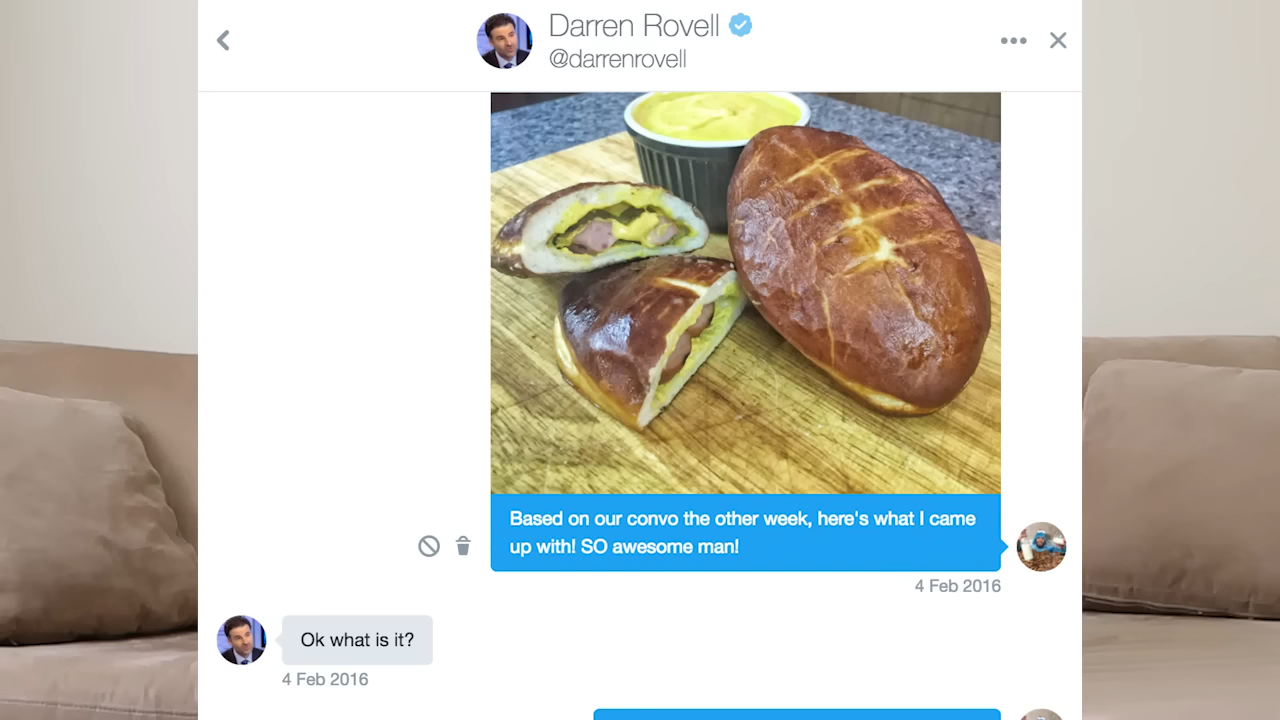 Darren Rovell
@darrenrovell
Based on our convo the other week, here's what I came
up with! SO awesome man!
4 Feb 2016
Ok what is it?
4 Feb 2016